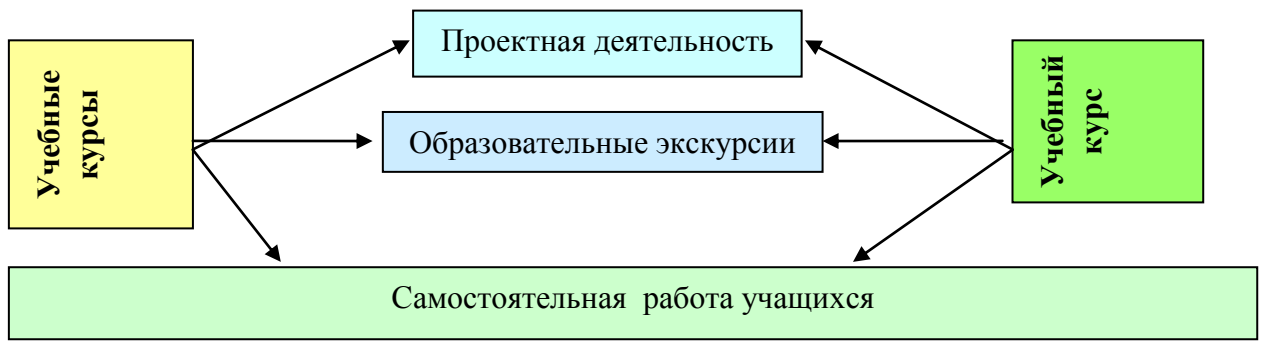 Проектная деятельность
Учебные
курсы
Образовательные экскурсии
Учебный
курс
Самостоятельная работа учащихся